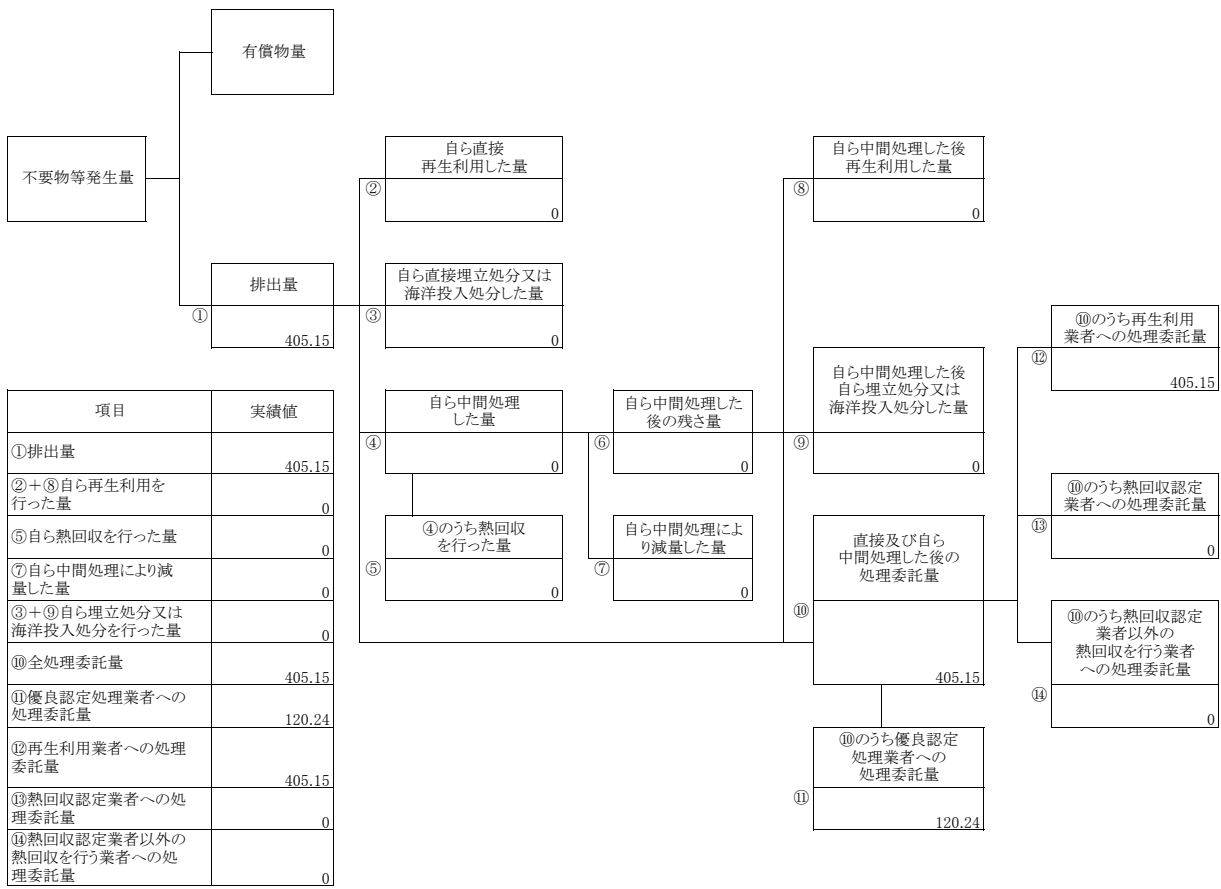 有償物量
不要物等発生量
自ら直接
再生利用した量
②
0
自ら中間処理した後
再生利用した量
⑧
0
排出量
①
405.15
自ら直接埋立処分又は
海洋投入処分した量
③
0
⑩のうち再生利用
業者への処理委託量
⑫
405.15
自ら中間処理
した量
④
0
自ら中間処理した
後の残さ量
⑥
0
自ら中間処理した後
自ら埋立処分又は
海洋投入処分した量
⑨
0
⑩のうち熱回収認定
業者への処理委託量
⑬
0
④のうち熱回収
を行った量
⑤
0
自ら中間処理によ
り減量した量
⑦
0
直接及び自ら
中間処理した後の
処理委託量
⑩
405.15
⑩のうち熱回収認定
業者以外の
熱回収を行う業者
への処理委託量
⑭
0
⑩のうち優良認定
処理業者への
処理委託量
⑪
120.24
項目 実績値
①排出量
405.15
②+⑧自ら再生利用を
行った量
0
⑤自ら熱回収を行った量
0
⑦自ら中間処理により減
量した量
0
③+⑨自ら埋立処分又は
海洋投入処分を行った量
0
⑩全処理委託量
405.15
⑪優良認定処理業者への
処理委託量
120.24
⑫再生利用業者への処理
委託量
405.15
⑬熱回収認定業者への処
理委託量
0
⑭熱回収認定業者以外の
熱回収を行う業者への処
理委託量
0